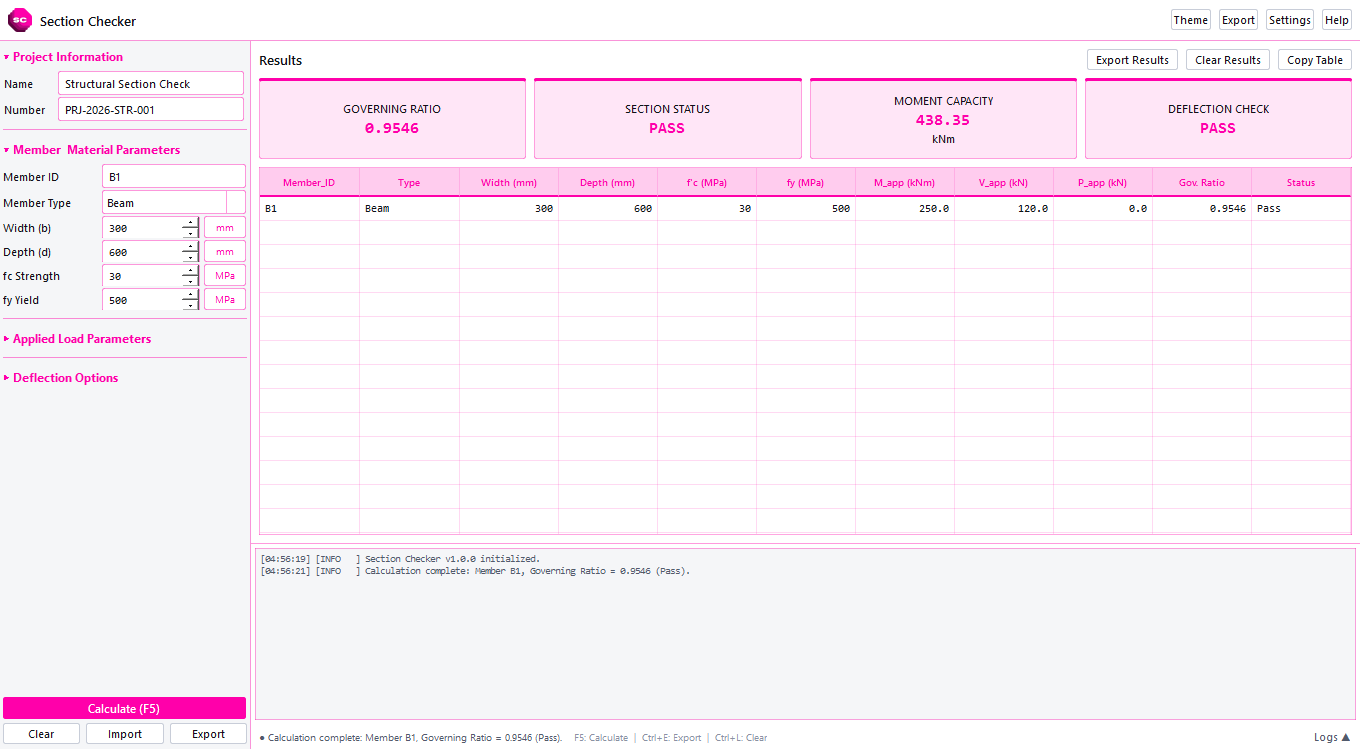 SC Section Checker Theme Export Settings Help
▾ Project Information
Name Structural Section Check
Number PRJ-2026-STR-001
▾ Member Material Parameters
Member ID B1
Member Type Beam
Width (b) 300 mm
Depth (d) 600 mm
fc Strength 30 MPa
fy Yield 500 MPa
▸ Applied Load Parameters
▸ Deflection Options
Calculate (F5)
Clear Import Export
Results Export Results Clear Results Copy Table
GOVERNING RATIO
0.9546
SECTION STATUS
PASS
MOMENT CAPACITY
438.35
kNm
DEFLECTION CHECK
PASS
Member_ID Type Width (mm) Depth (mm) f'c (MPa) fy (MPa) M_app (kNm) V_app (kN) P_app (kN) Gov. Ratio Status
B1 Beam 300 600 30 500 250.0 120.0 0.0 0.9546 Pass
[04:56:19] [INFO ] Section Checker v1.0.0 initialized.
[04:56:21] [INFO ] Calculation complete: Member B1, Governing Ratio = 0.9546 (Pass).
● Calculation complete: Member B1, Governing Ratio = 0.9546 (Pass). F5: Calculate | Ctrl+E: Export | Ctrl+L: Clear Logs ▲